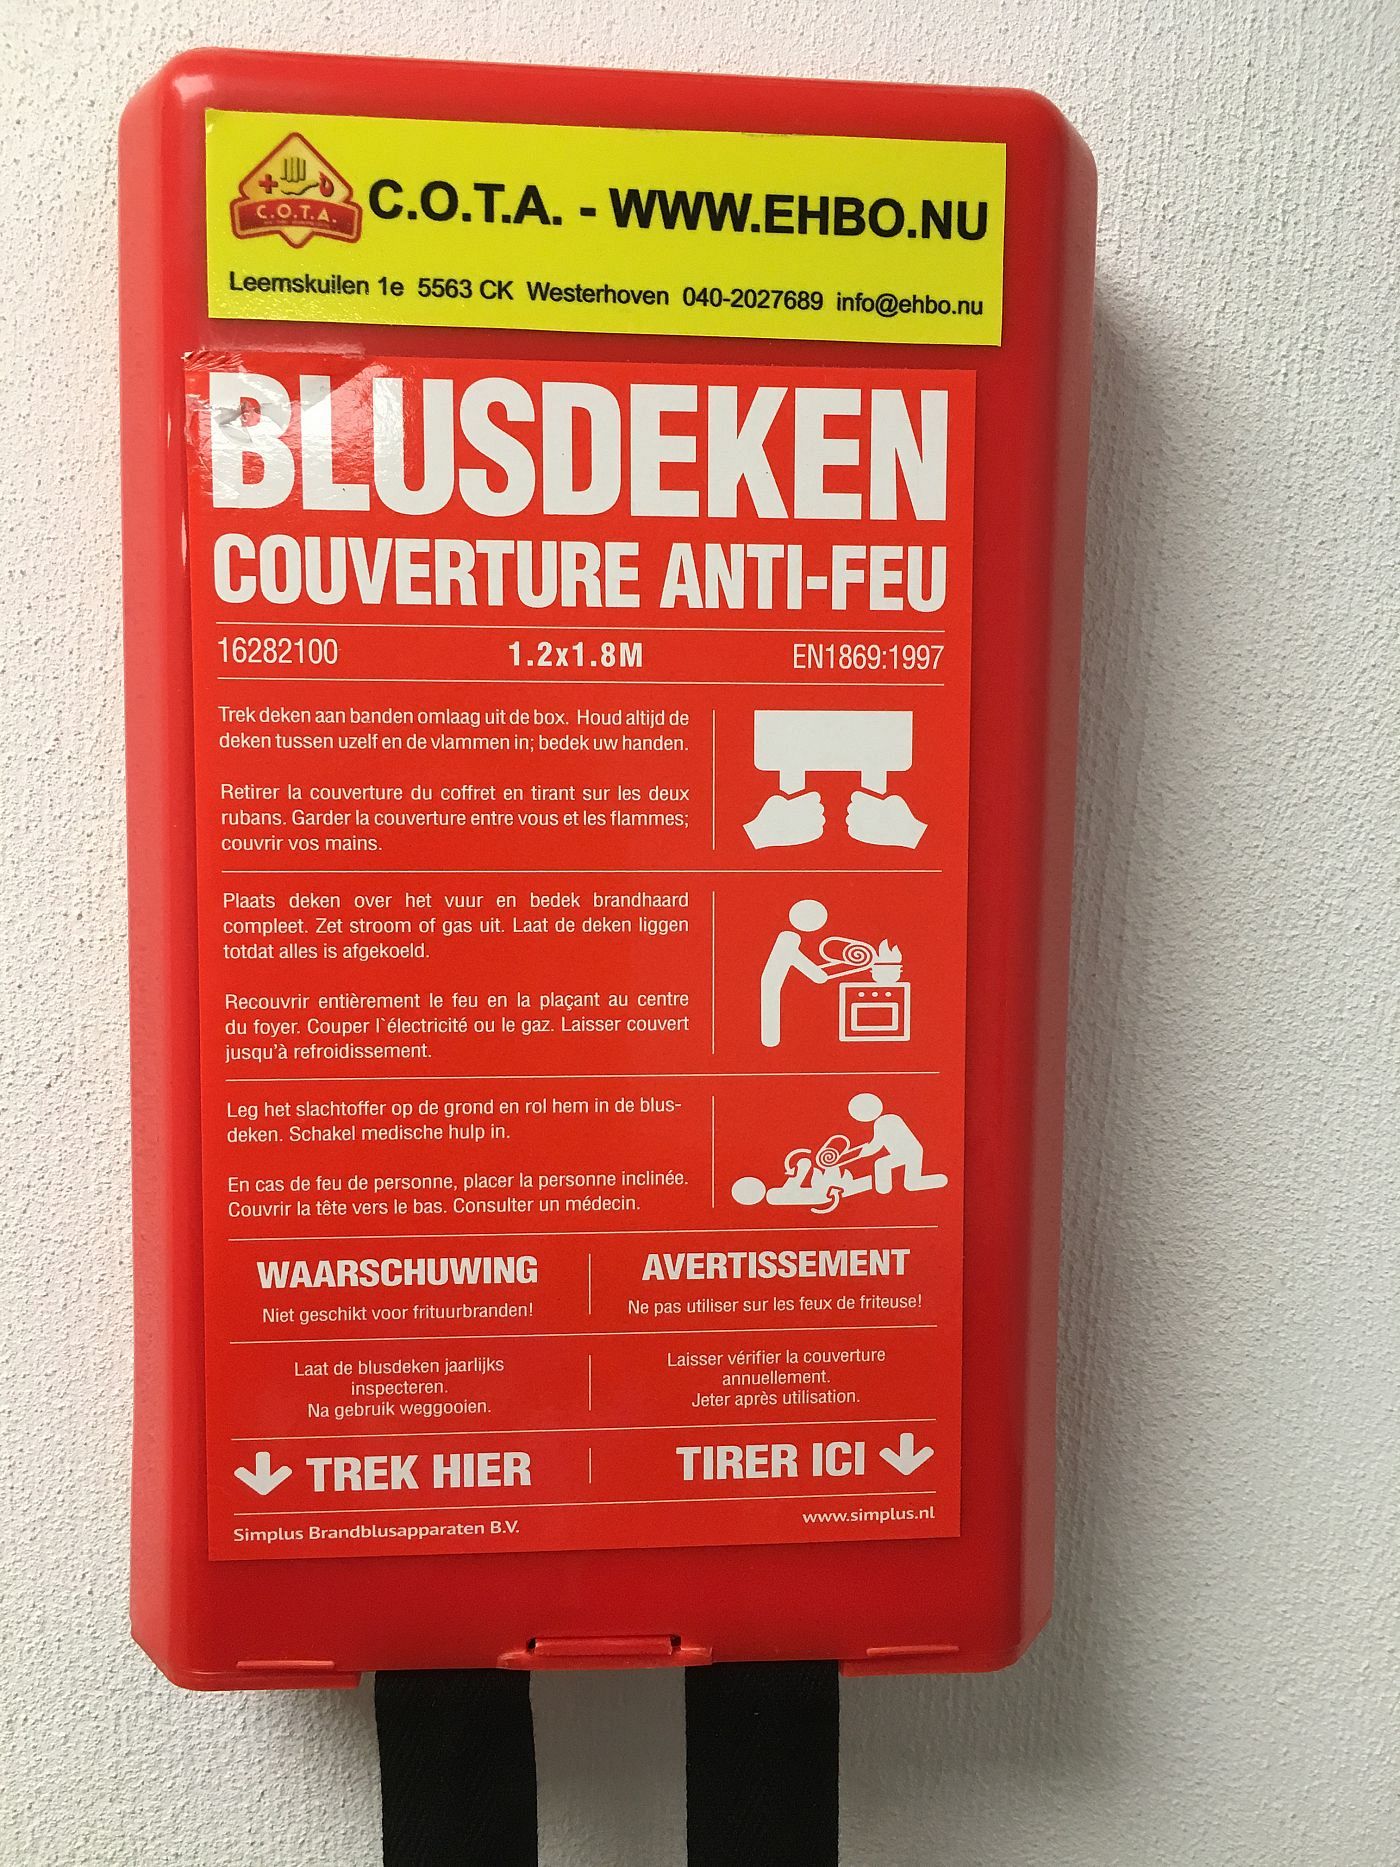 C.O.T.A.
C.O.T.A. - WWW.EHBO.NU
Leemskuilen 1e 5563 CK Westerhoven 040-2027689 info@ehbo.nu
BLUSDEKEN
COUVERTURE ANTI-FEU
16282100 1.2x1.8M EN1869:1997
Trek deken aan banden omlaag uit de box. Houd altijd de
deken tussen uzelf en de vlammen in; bedek uw handen.
Retirer la couverture du coffret en tirant sur les deux
rubans. Garder la couverture entre vous et les flammes;
couvrir vos mains.
Plaats deken over het vuur en bedek brandhaard
compleet. Zet stroom of gas uit. Laat de deken liggen
totdat alles is afgekoeld.
Recouvrir entièrement le feu en la plaçant au centre
du foyer. Couper l`électricité ou le gaz. Laisser couvert
jusqu'à refroidissement.
Leg het slachtoffer op de grond en rol hem in de blus-
deken. Schakel medische hulp in.
En cas de feu de personne, placer la personne inclinée.
Couvrir la tête vers le bas. Consulter un médecin.
WAARSCHUWING
Niet geschikt voor frituurbranden!
AVERTISSEMENT
Ne pas utiliser sur les feux de friteuse!
Laat de blusdeken jaarlijks
inspecteren.
Na gebruik weggooien.
Laisser vérifier la couverture
annuellement.
Jeter après utilisation.
TREK HIER
TIRER ICI
Simplus Brandblusapparaten B.V.
www.simplus.nl